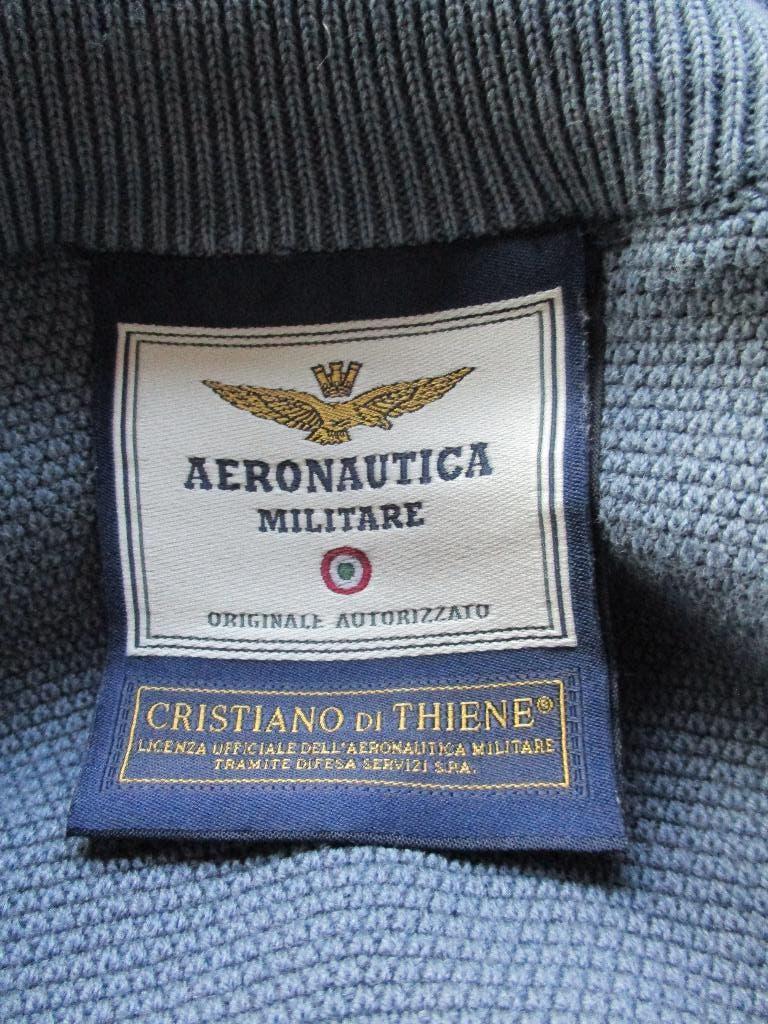 AERONAUTICA
MILITARE
ORIGINALE AUTORIZZATO
CRISTIANO DI THIENE®
LICENZA UFFICIALE DELL'AERONAUTICA MILITARE
TRAMITE DIFESA SERVIZI S.P.A.